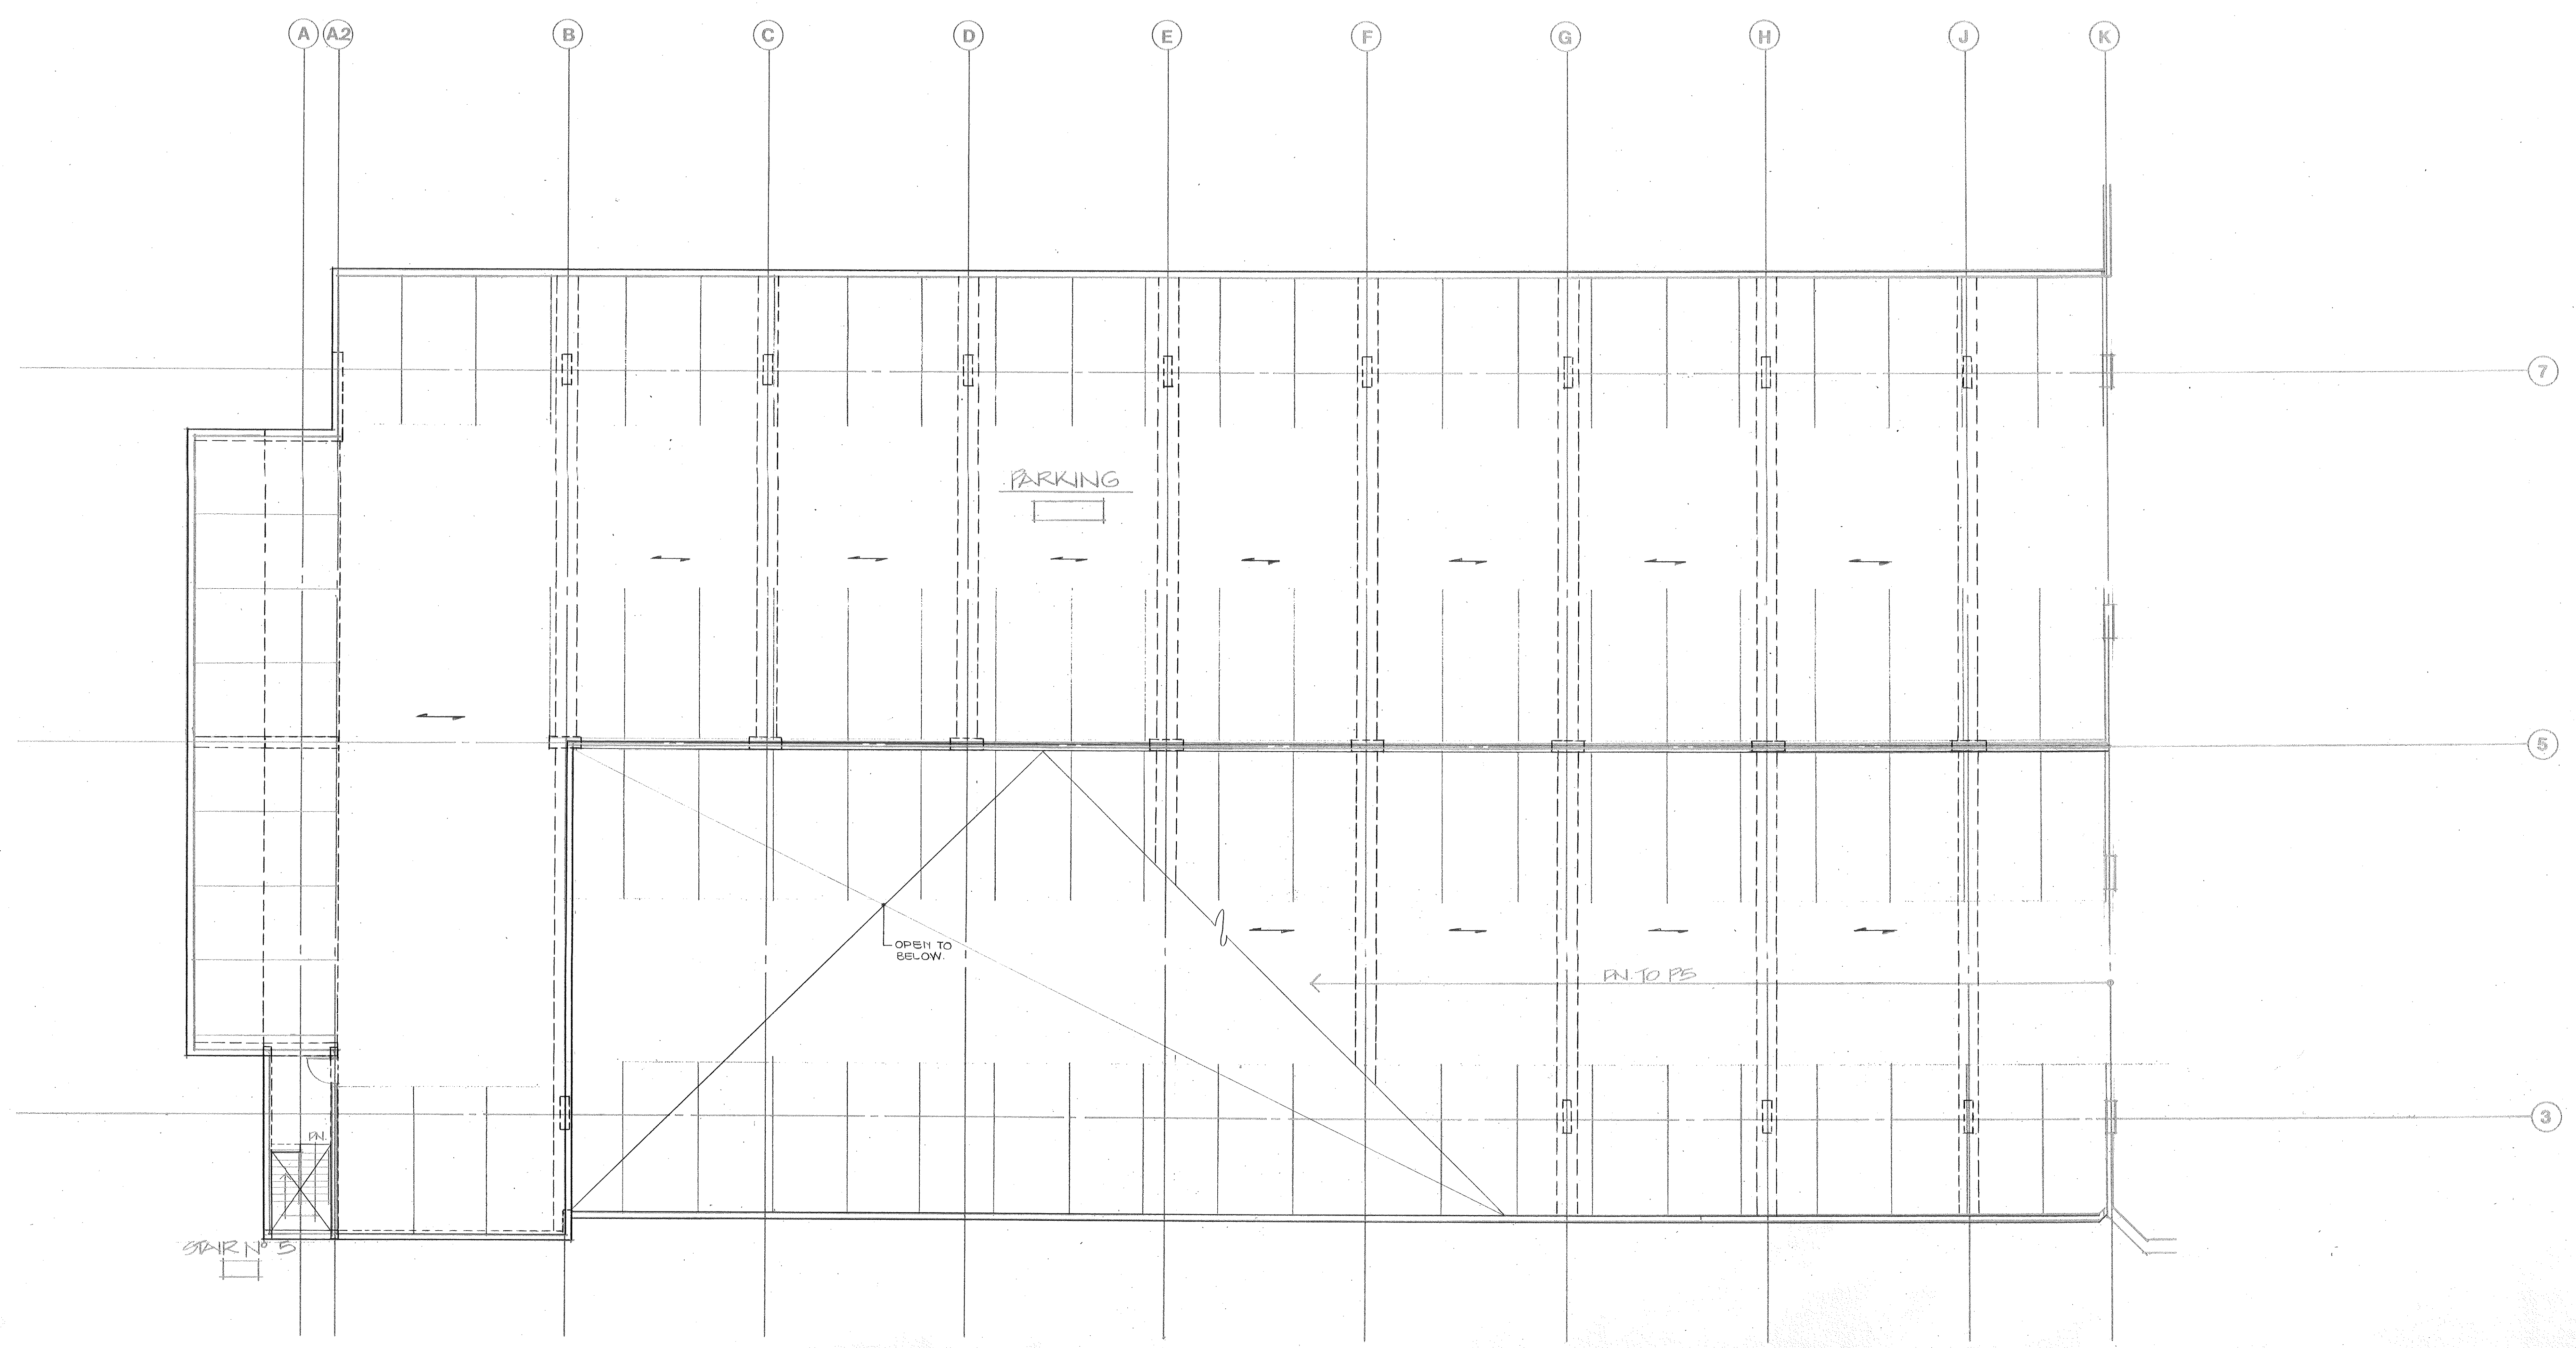 A A2 B C D E F G H J K
7
PARKING
5
OPEN TO
BELOW.
DN. TO P5
3
DN.
STAIR Nº 5